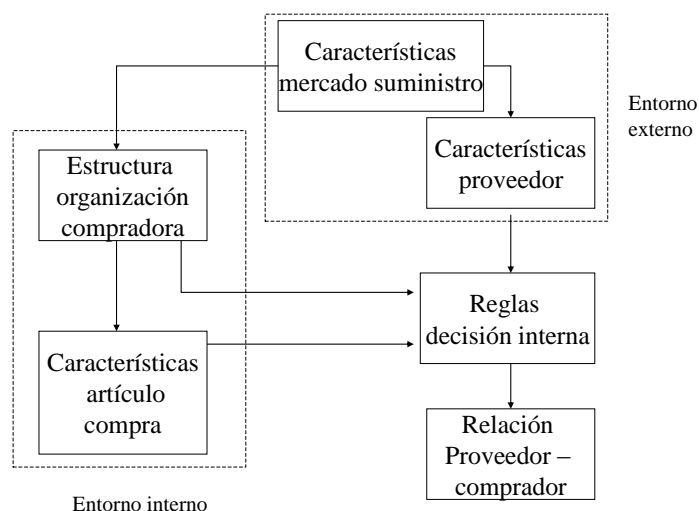 Características
mercado suministro
Entorno
externo
Características
proveedor
Estructura
organización
compradora
Reglas
decisión interna
Características
artículo
compra
Relación
Proveedor –
comprador
Entorno interno